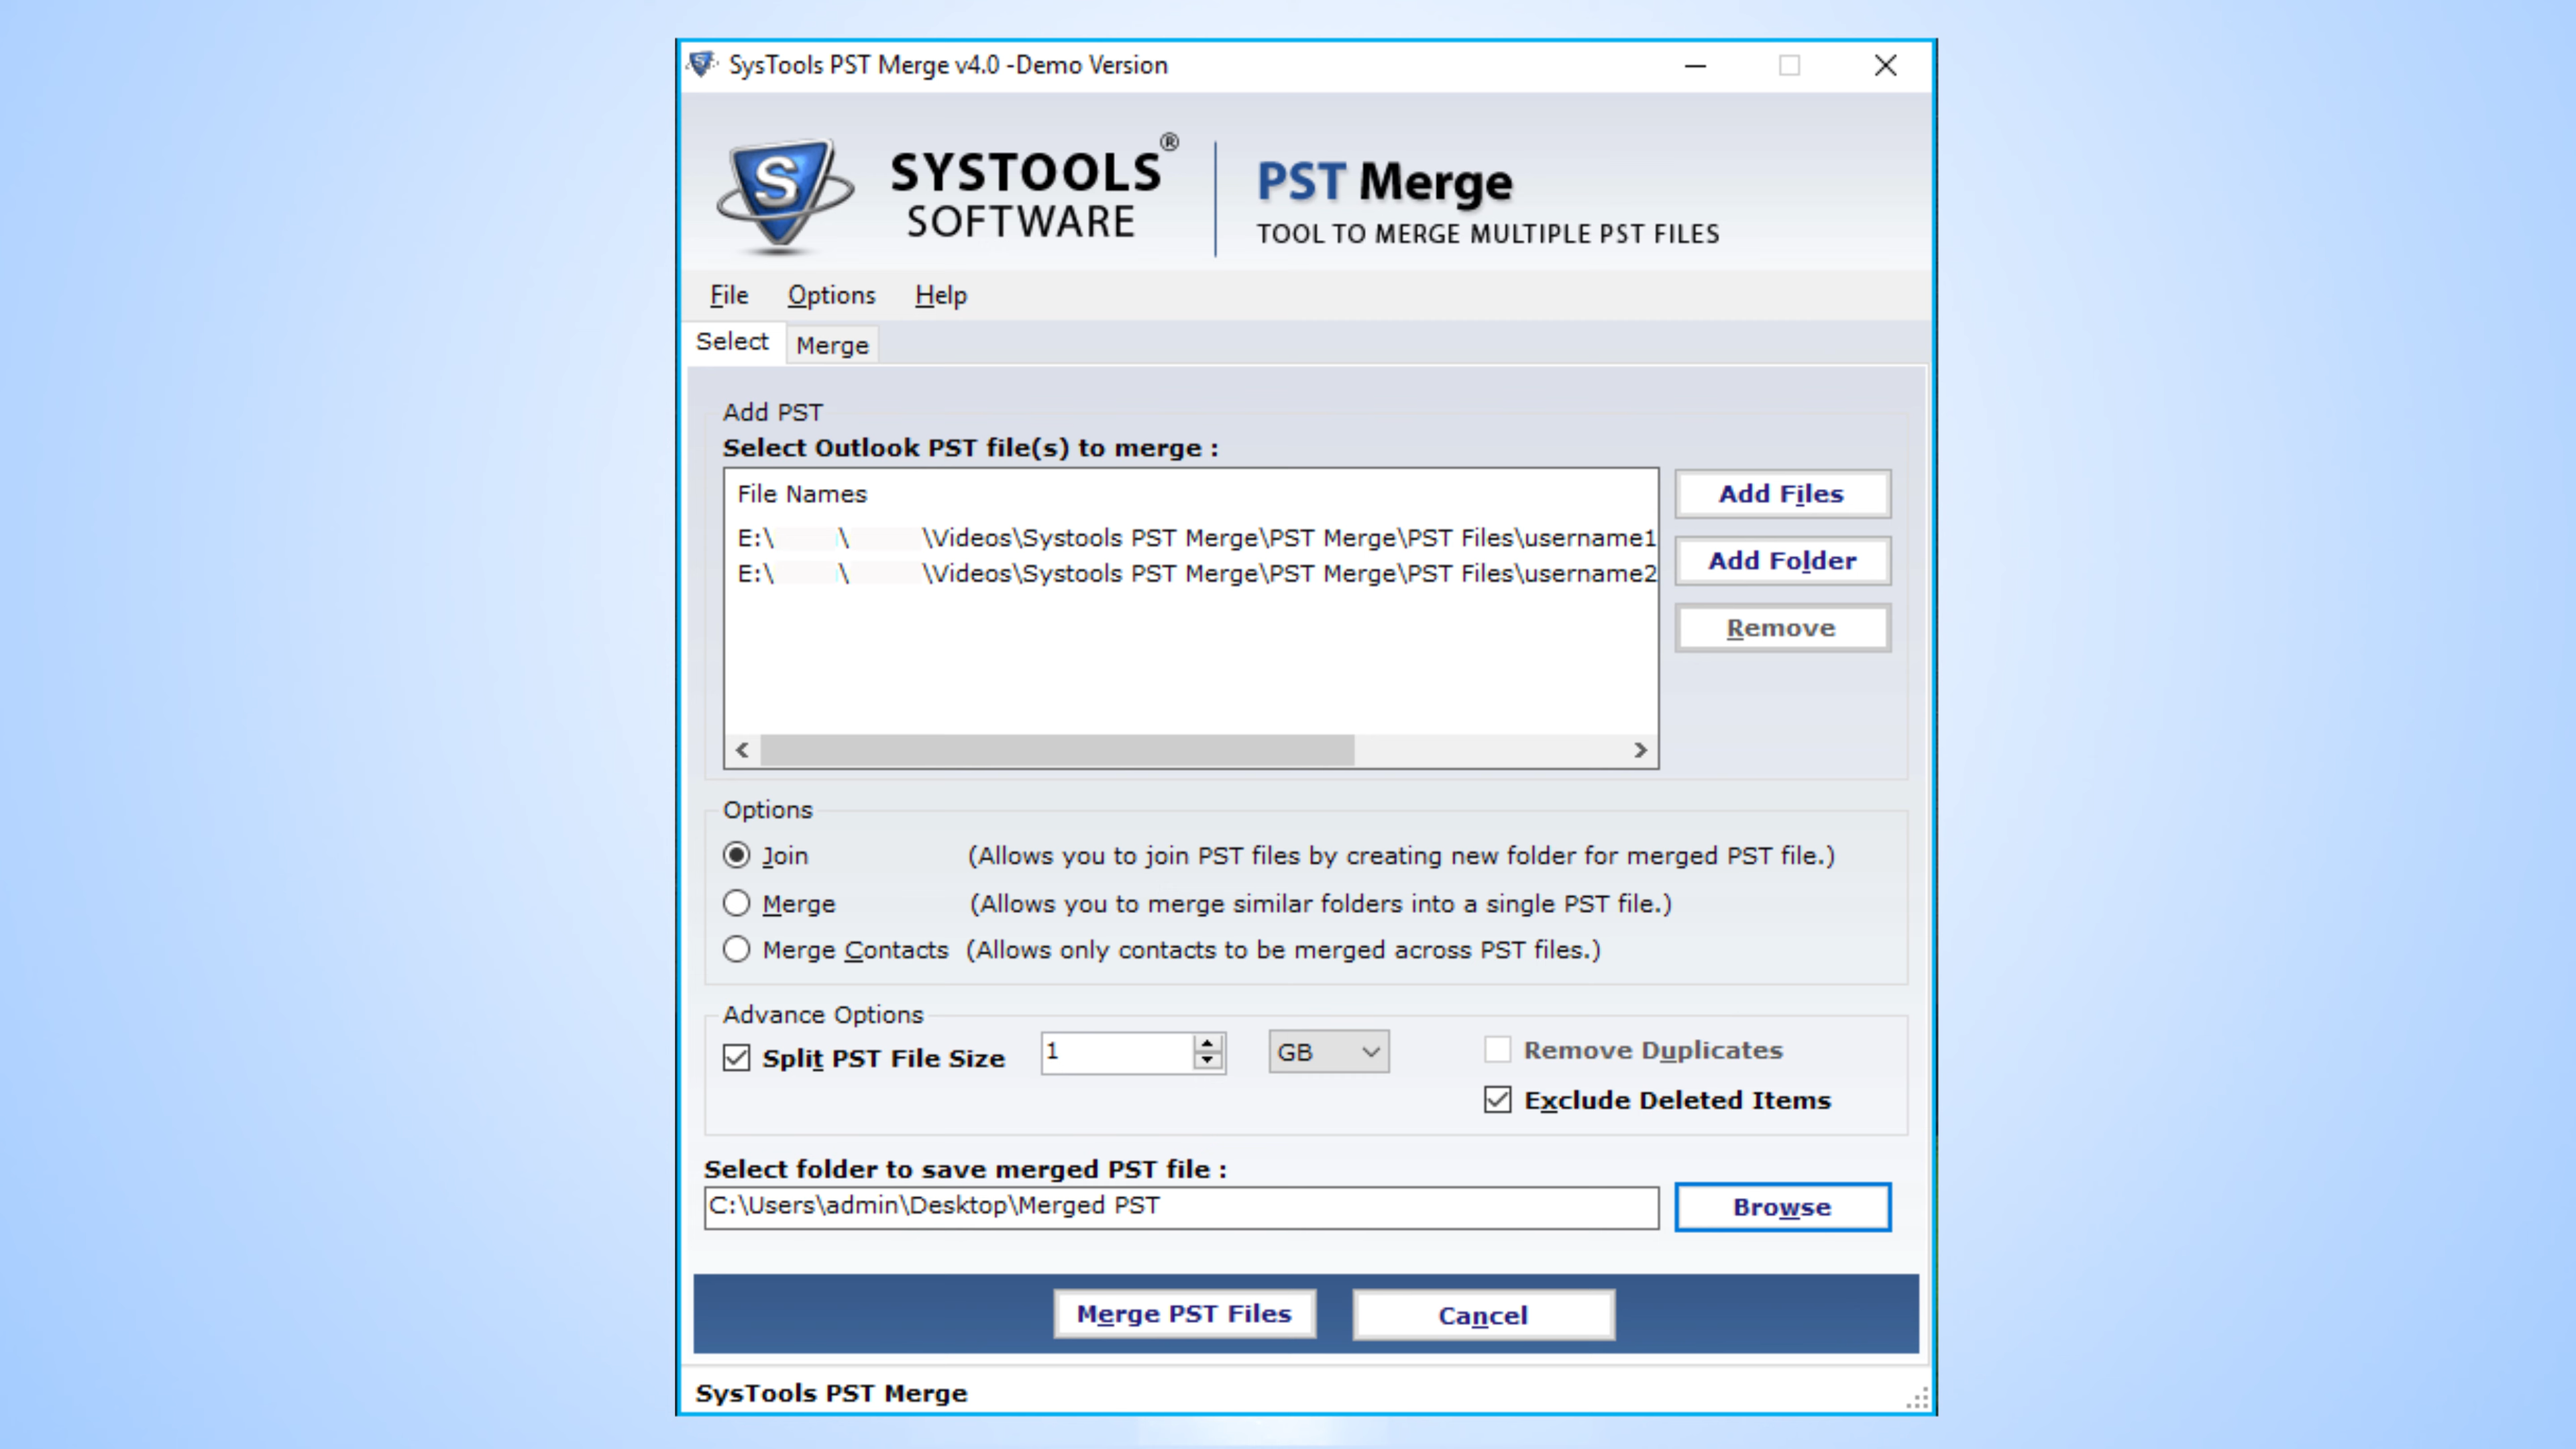 SysTools PST Merge v4.0 -Demo Version
SYSTOOLS®
SOFTWARE
PST Merge
TOOL TO MERGE MULTIPLE PST FILES
File Options Help
Select Merge
Add PST
Select Outlook PST file(s) to merge :
File Names
E:\ \ \Videos\Systools PST Merge\PST Merge\PST Files\username1
E:\ \ \Videos\Systools PST Merge\PST Merge\PST Files\username2
Add Files
Add Folder
Remove
Options
Join (Allows you to join PST files by creating new folder for merged PST file.)
Merge (Allows you to merge similar folders into a single PST file.)
Merge Contacts (Allows only contacts to be merged across PST files.)
Advance Options
Split PST File Size 1 GB
Remove Duplicates
Exclude Deleted Items
Select folder to save merged PST file :
C:\Users\admin\Desktop\Merged PST
Browse
Merge PST Files Cancel
SysTools PST Merge